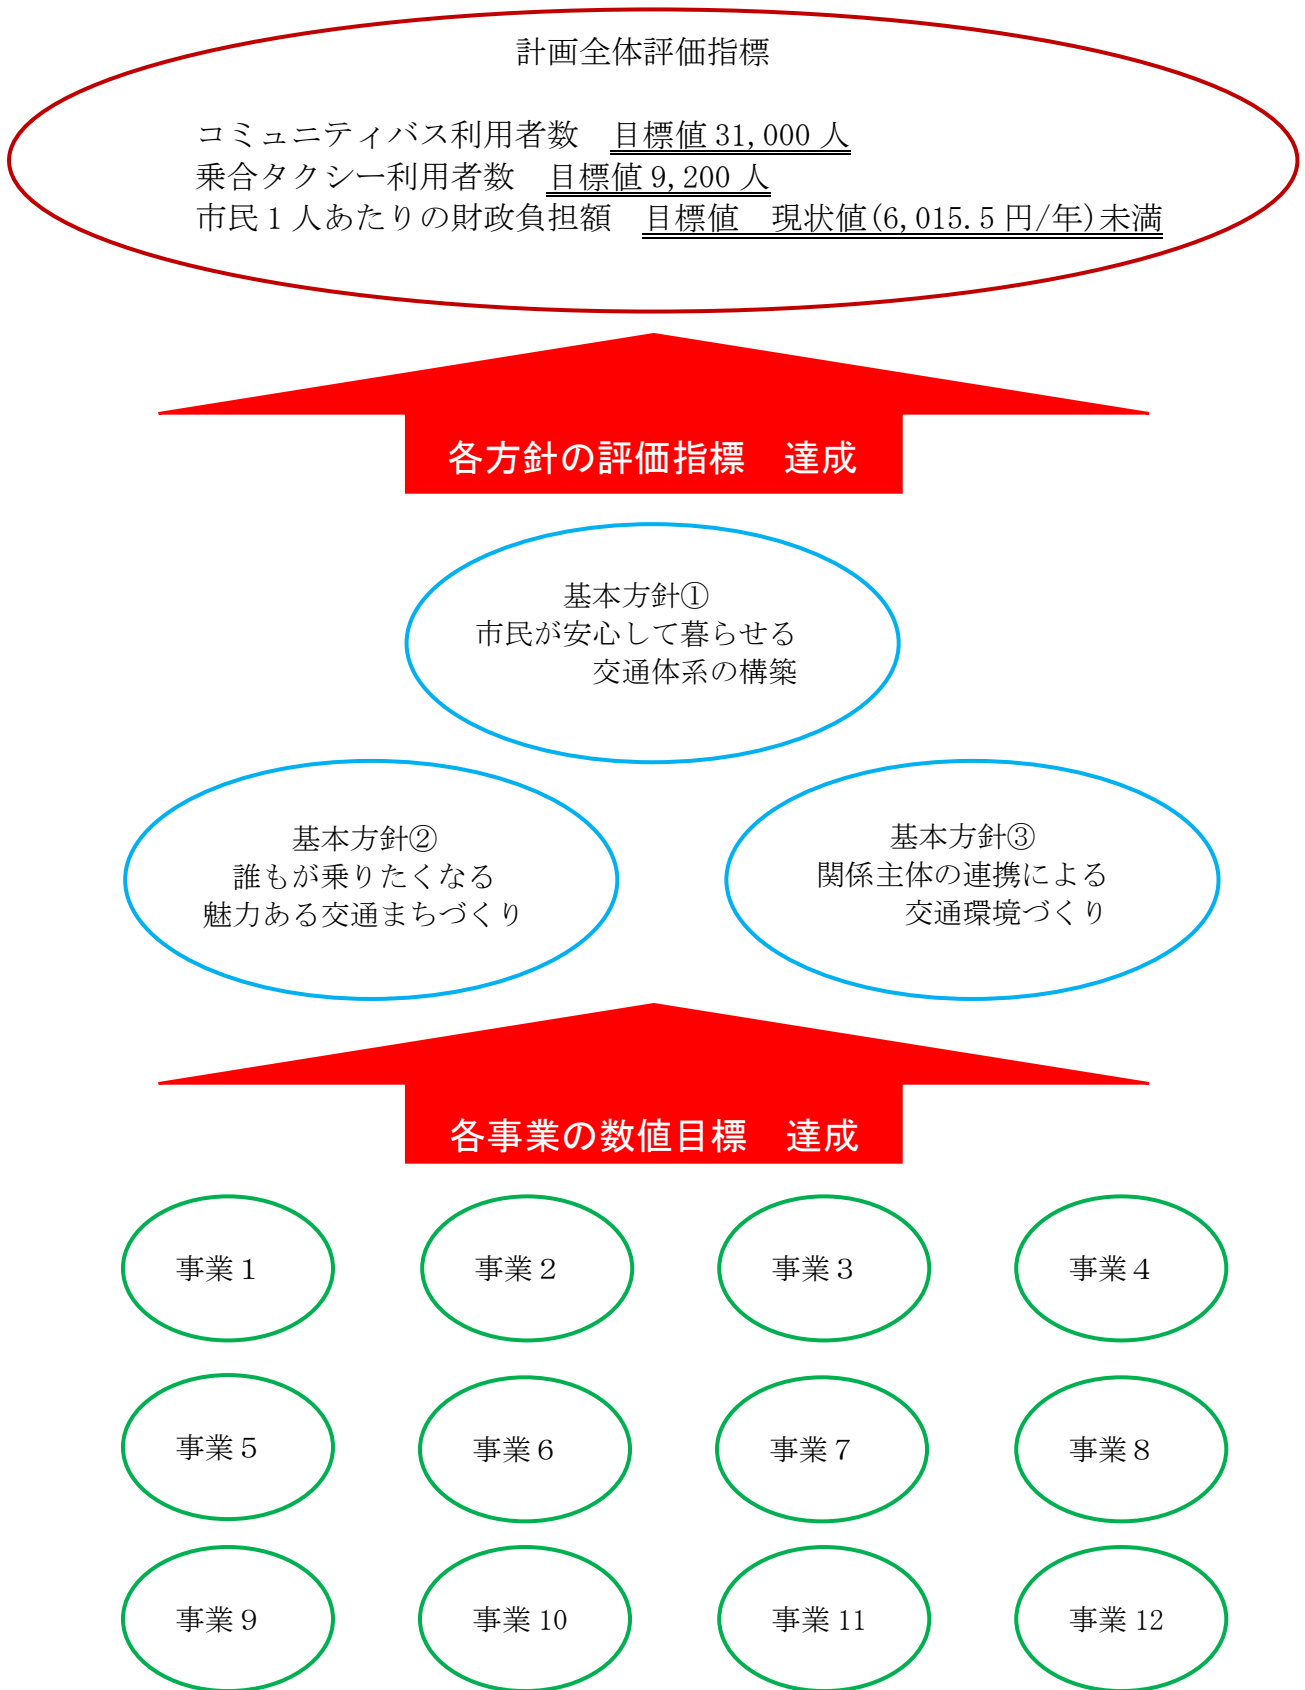 計画全体評価指標
コミュニティバス利用者数　目標値 31,000 人
乗合タクシー利用者数　目標値 9,200 人
市民1人あたりの財政負担額　目標値　現状値(6,015.5 円/年)未満
各方針の評価指標　達成
基本方針①
市民が安心して暮らせる
交通体系の構築
基本方針②
誰もが乗りたくなる
魅力ある交通まちづくり
基本方針③
関係主体の連携による
交通環境づくり
各事業の数値目標　達成
事業１
事業２
事業３
事業４
事業５
事業６
事業７
事業８
事業９
事業 10
事業 11
事業 12